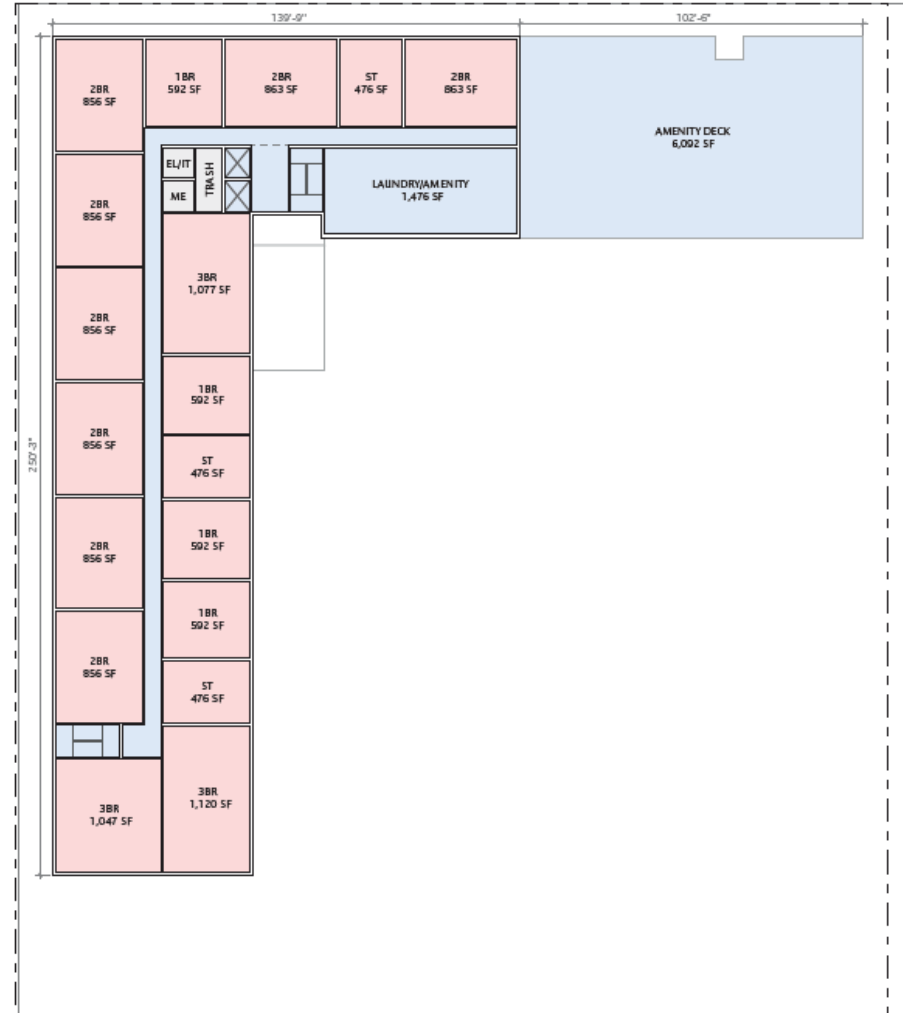 139'-9"
102'-6"
2BR
856 SF
1BR
592 SF
2BR
863 SF
ST
476 SF
2BR
863 SF
AMENITY DECK
6,092 SF
EL/IT
TRASH
ME
LAUNDRY/AMENITY
1,476 SF
2BR
856 SF
3BR
1,077 SF
2BR
856 SF
1BR
592 SF
2BR
856 SF
250'-3"
ST
476 SF
2BR
856 SF
1BR
592 SF
1BR
592 SF
2BR
856 SF
ST
476 SF
3BR
1,047 SF
3BR
1,120 SF